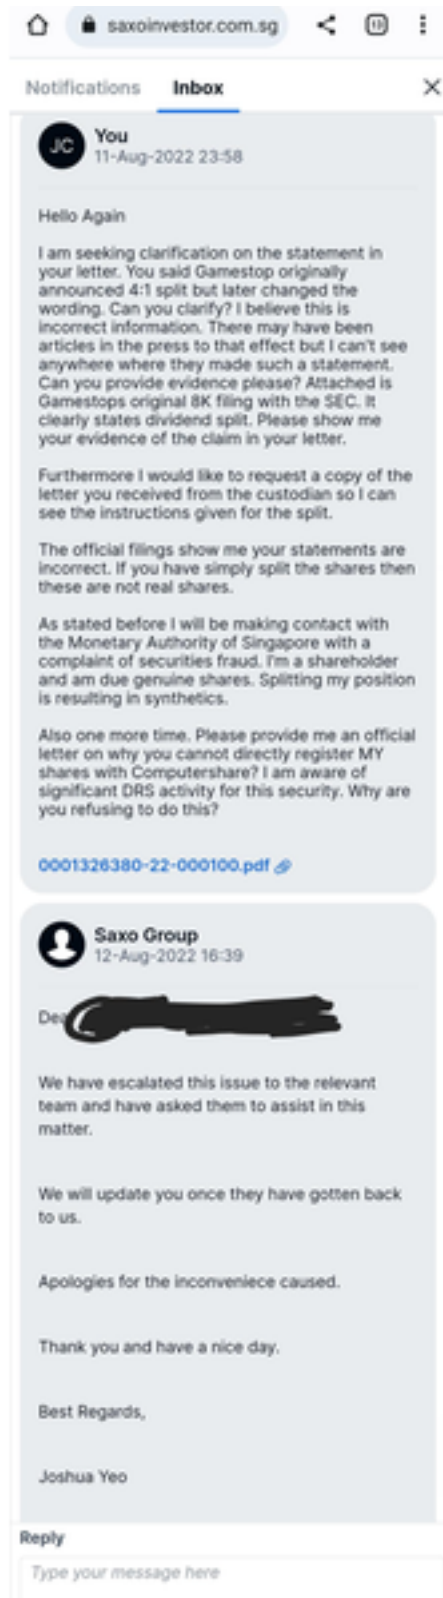 saxoinvestor.com.sg
Notifications Inbox
JC You
11-Aug-2022 23:58
Hello Again
I am seeking clarification on the statement in
your letter. You said Gamestop originally
announced 4:1 split but later changed the
wording. Can you clarify? I believe this is
incorrect information. There may have been
articles in the press to that effect but I can't see
anywhere where they made such a statement.
Can you provide evidence please? Attached is
Gamestops original 8K filing with the SEC. It
clearly states dividend split. Please show me
your evidence of the claim in your letter.
Furthermore I would like to request a copy of the
letter you received from the custodian so I can
see the instructions given for the split.
The official filings show me your statements are
incorrect. If you have simply split the shares then
these are not real shares.
As stated before I will be making contact with
the Monetary Authority of Singapore with a
complaint of securities fraud. I'm a shareholder
and am due genuine shares. Splitting my position
is resulting in synthetics.
Also one more time. Please provide me an official
letter on why you cannot directly register MY
shares with Computershare? I am aware of
significant DRS activity for this security. Why are
you refusing to do this?
0001326380-22-000100.pdf
Saxo Group
12-Aug-2022 16:39
Dea
We have escalated this issue to the relevant
team and have asked them to assist in this
matter.
We will update you once they have gotten back
to us.
Apologies for the inconveniece caused.
Thank you and have a nice day.
Best Regards,
Joshua Yeo
Reply
Type your message here